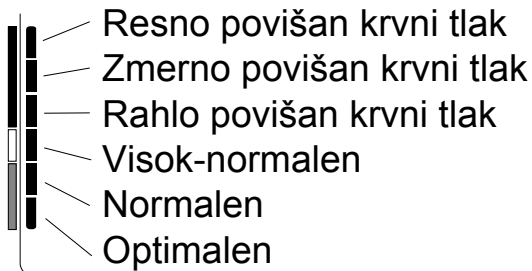 Resno povišan krvni tlak
Zmerno povišan krvni tlak
Rahlo povišan krvni tlak
Visok-normalen
Normalen
Optimalen